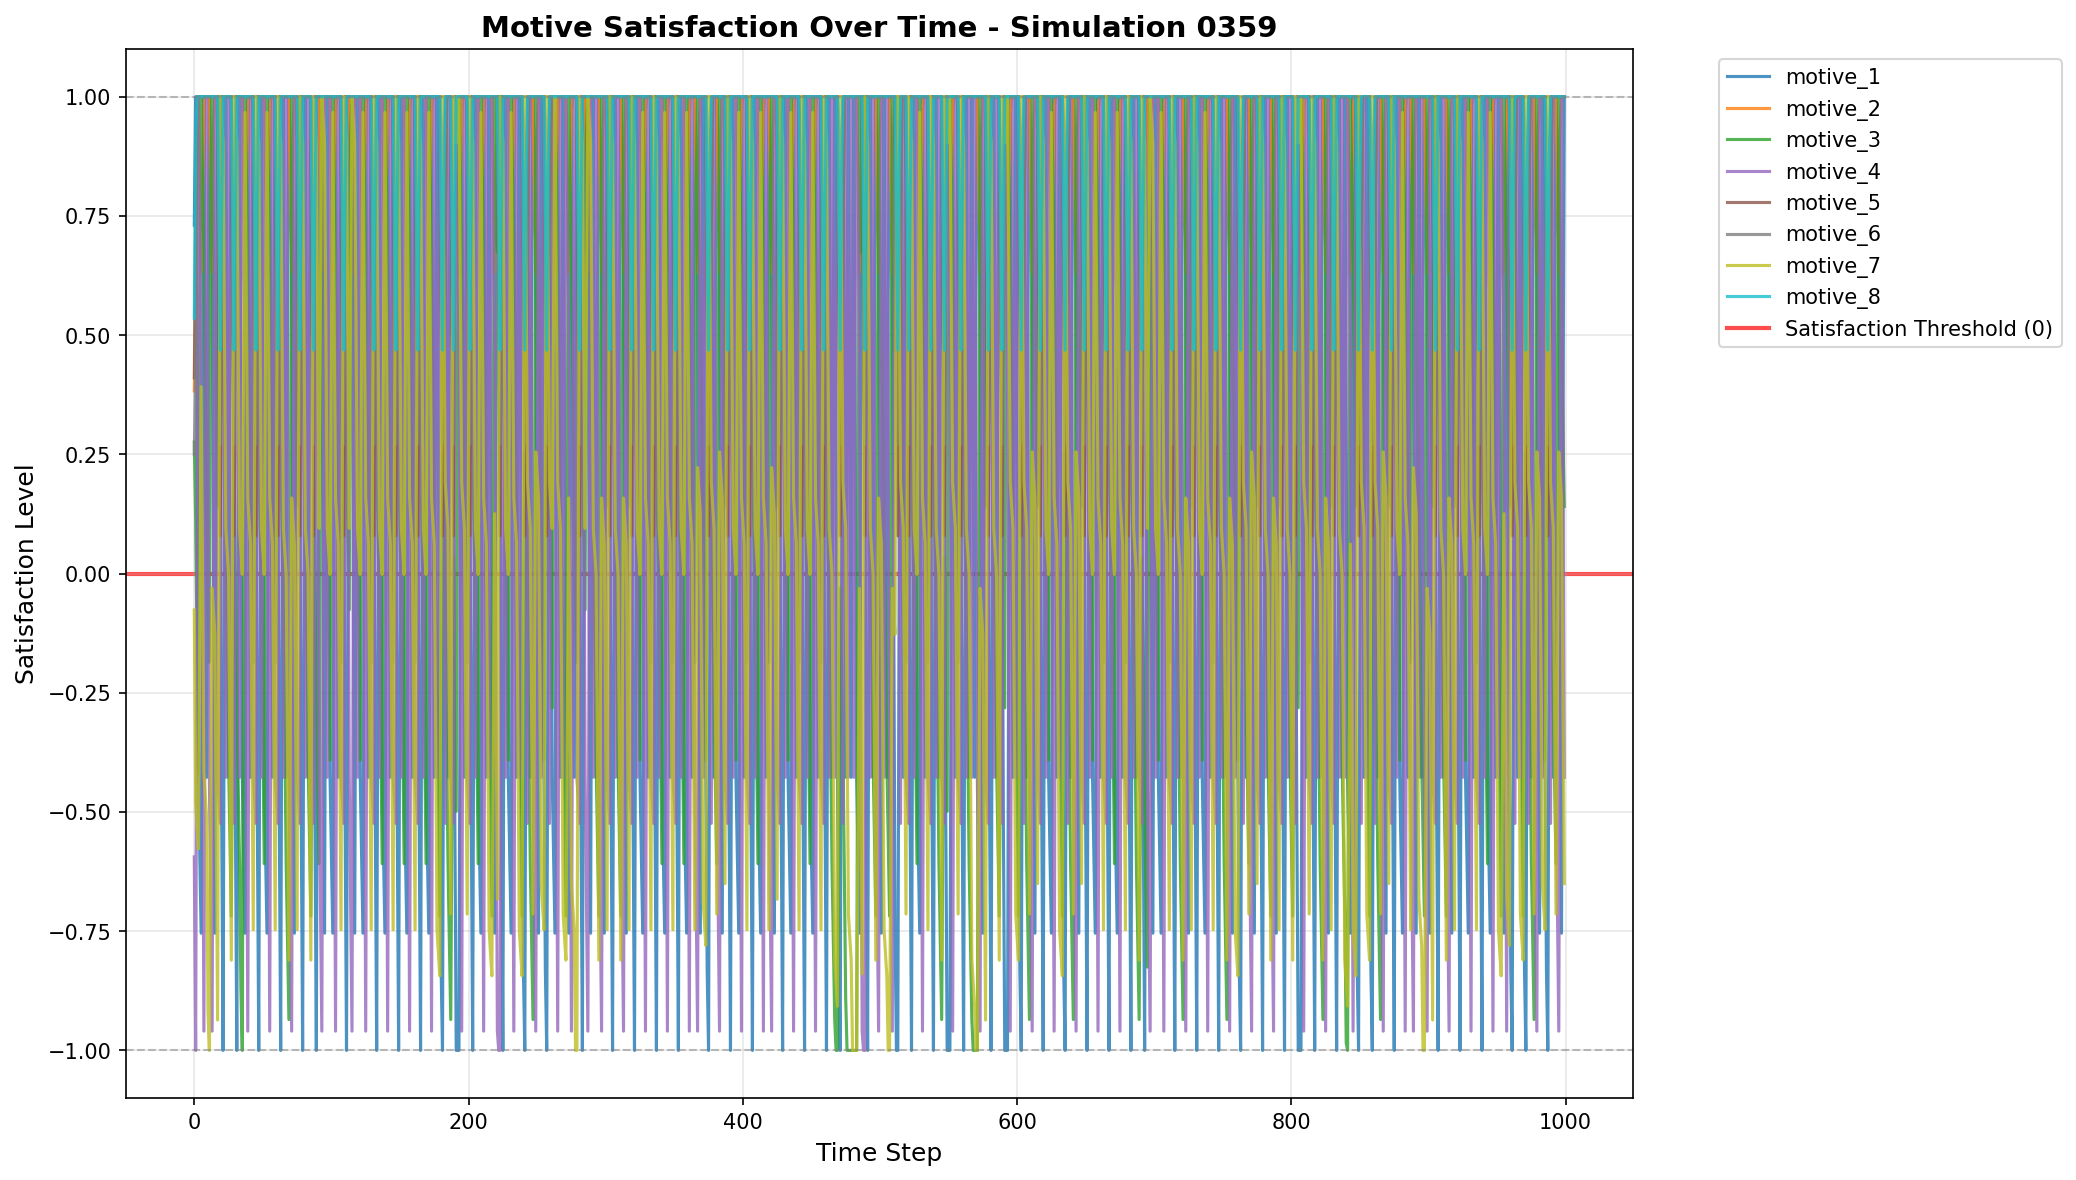 Motive Satisfaction Over Time - Simulation 0359
1.00
0.75
0.50
0.25
0.00
−0.25
−0.50
−0.75
−1.00
Satisfaction Level
0
200
400
600
800
1000
Time Step
motive_1
motive_2
motive_3
motive_4
motive_5
motive_6
motive_7
motive_8
Satisfaction Threshold (0)